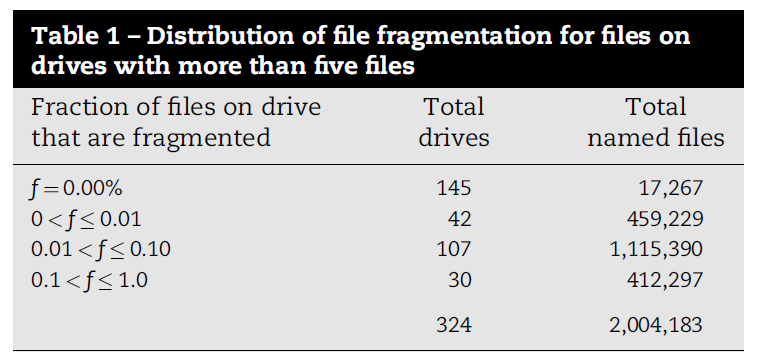 Table 1 – Distribution of file fragmentation for files on
drives with more than five files
Fraction of files on drive Total Total
that are fragmented drives named files
f=0.00% 145 17,267
0<f≤0.01 42 459,229
0.01<f≤0.10 107 1,115,390
0.1<f≤1.0 30 412,297
324 2,004,183